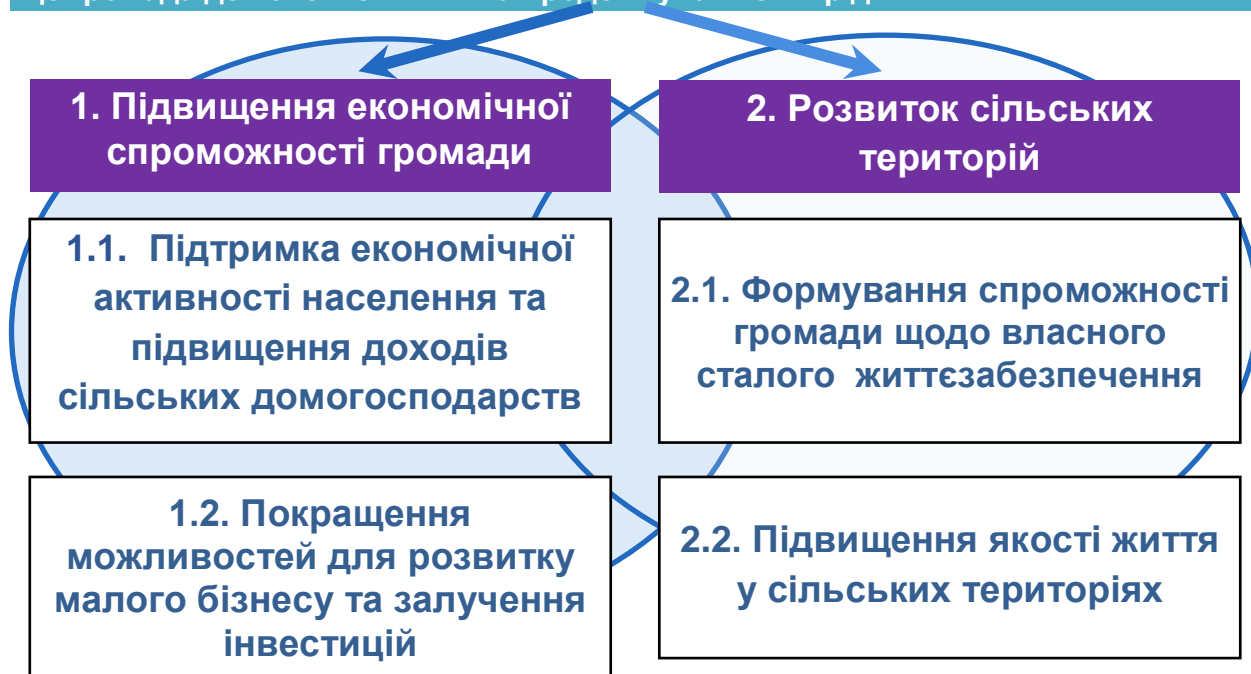 1. Підвищення економічної
спроможності громади
2. Розвиток сільських
територій
1.1. Підтримка економічної
активності населення та
підвищення доходів
сільських домогосподарств
2.1. Формування спроможності
громади щодо власного
сталого життєзабезпечення
1.2. Покращення
можливостей для розвитку
малого бізнесу та залучення
інвестицій
2.2. Підвищення якості життя
у сільських територіях